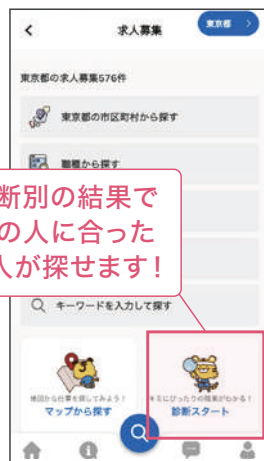 求人募集
東京都
東京都の求人募集576件
東京都の市区町村から探す
職種から探す
断別の結果で
の人に合った
人が探せます!
キーワードを入力して探す
地図から仕事を探してみよう!
マップから探す
キミにぴったりの職業がわかる!
診断スタート